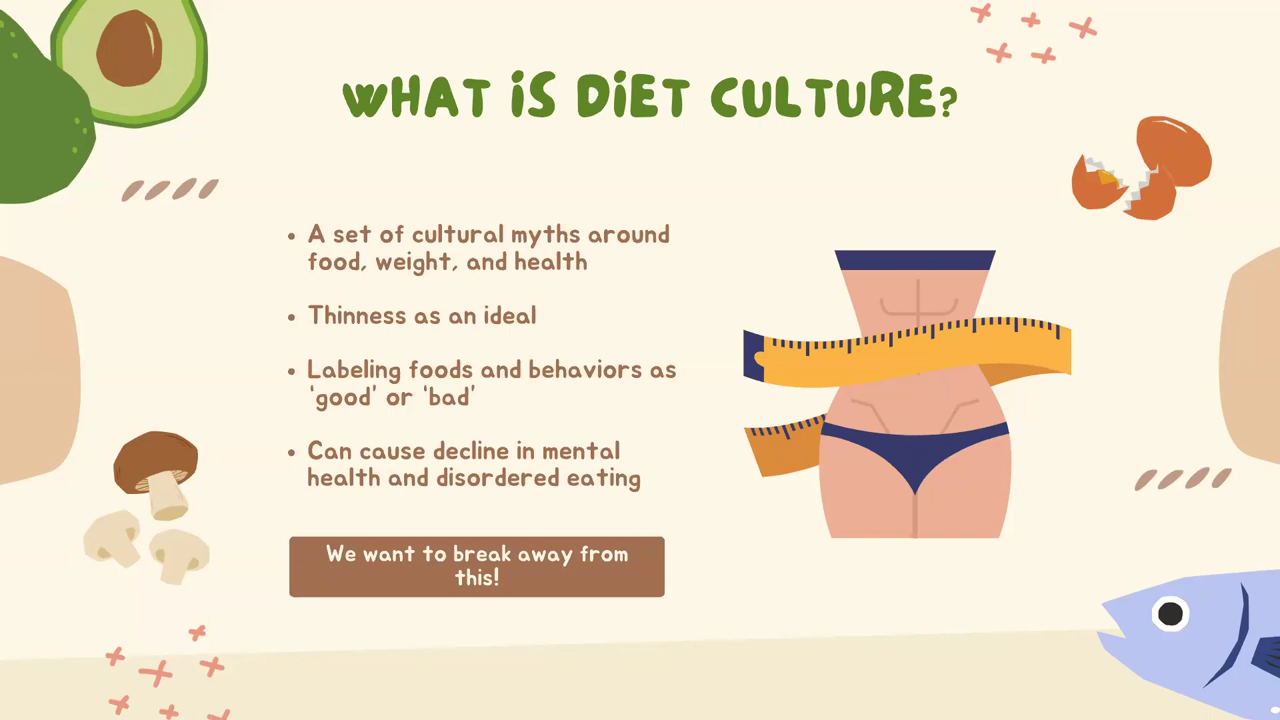 WHAT iS DiET CULTURE?
• A set of cultural myths around
food, weight, and health
• Thinness as an ideal
• Labeling foods and behaviors as
'good' or 'bad'
• Can cause decline in mental
health and disordered eating
We want to break away from
this!